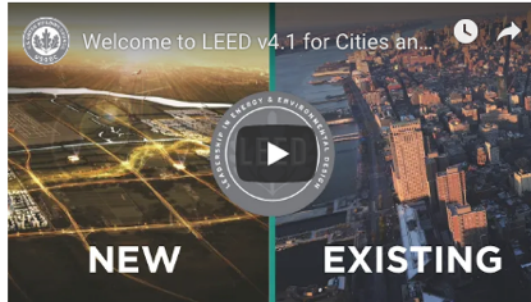 Welcome to LEED v4.1 for Cities an...
LEADERSHIP IN ENERGY & ENVIRONMENTAL DESIGN
LEED
NEW
EXISTING